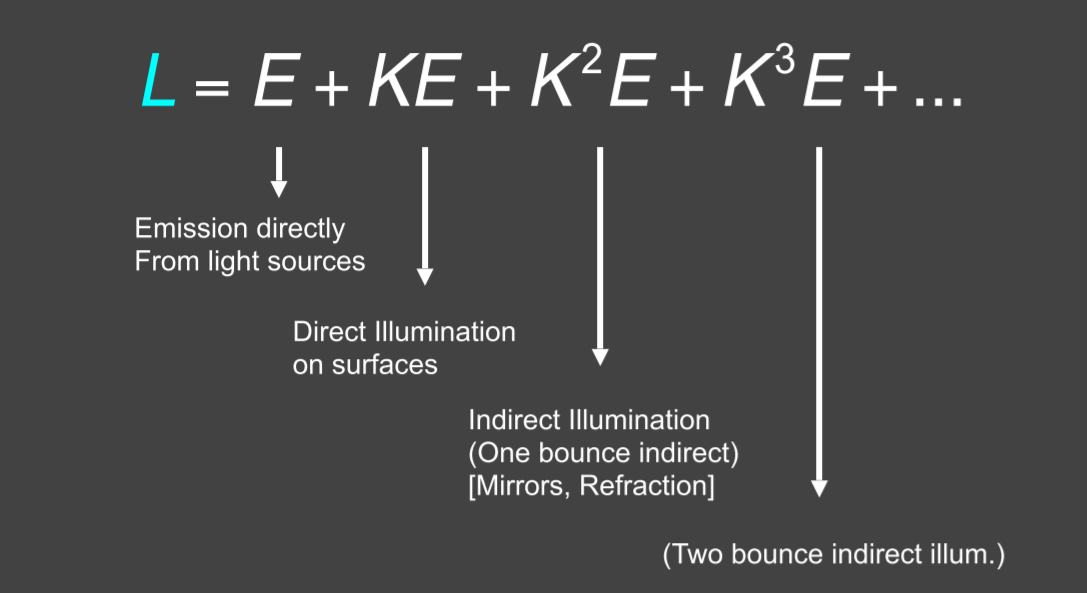 L = E + KE + K²E + K³E + ...
Emission directly
From light sources
Direct Illumination
on surfaces
Indirect Illumination
(One bounce indirect)
[Mirrors, Refraction]
(Two bounce indirect illum.)